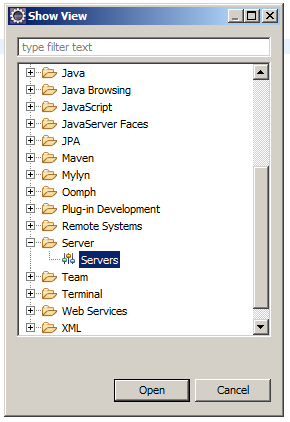 Show View
type filter text
Java
Java Browsing
JavaScript
JavaServer Faces
JPA
Maven
Mylyn
Oomph
Plug-in Development
Remote Systems
Server
Servers
Team
Terminal
Web Services
XML
Open
Cancel